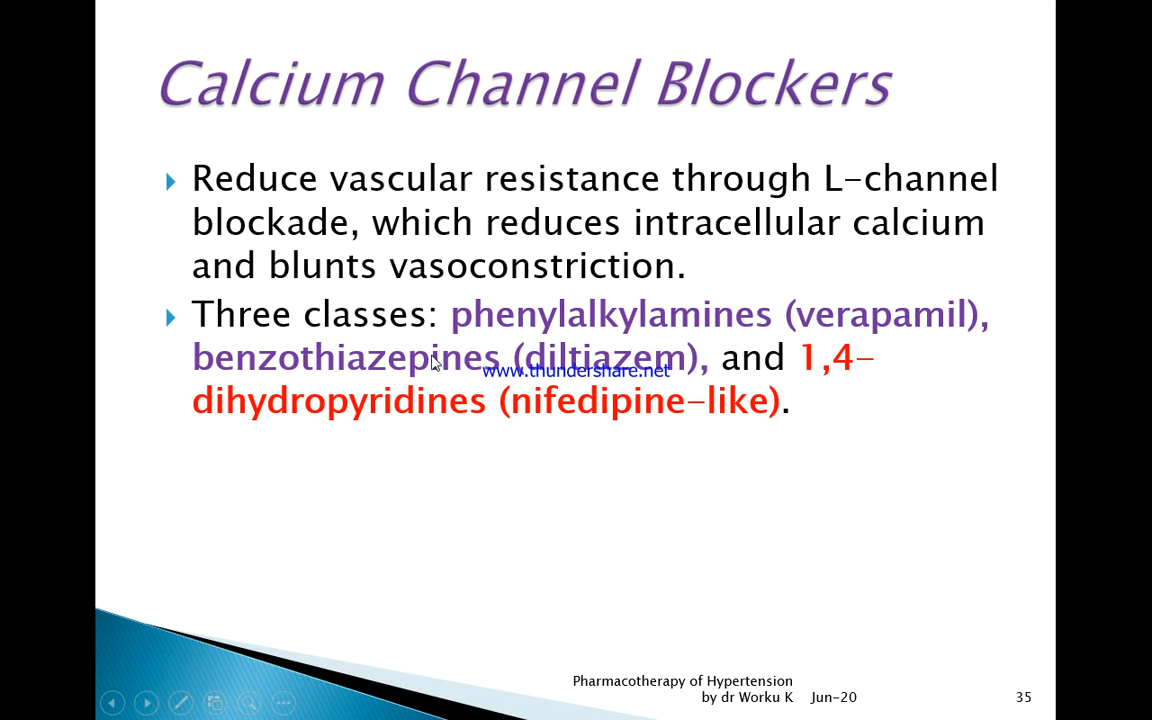 Calcium Channel Blockers
Reduce vascular resistance through L-channel
blockade, which reduces intracellular calcium
and blunts vasoconstriction.
Three classes: phenylalkylamines (verapamil),
benzothiazepines (diltiazem), and 1,4-
dihydropyridines (nifedipine-like).
www.thundershare.net
Pharmacotherapy of Hypertension
by dr Worku K Jun-20 35